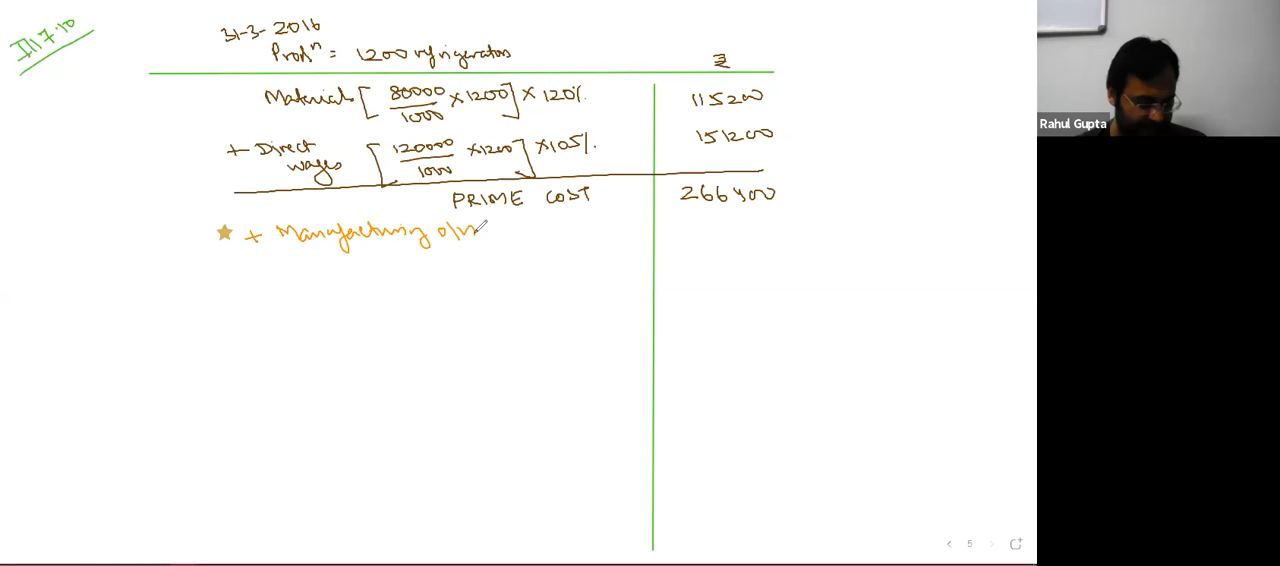 Ill 7.10
31-3-2016
Prodⁿ = 1200 refrigerators
₹
Materials [ 80000/1000 × 1200 ] × 120%. 115200
+ Direct wages [ 120000/1000 × 1200 ] × 105%. 151200
PRIME COST 266400
★ + Manufacturing o/h
Rahul Gupta
5